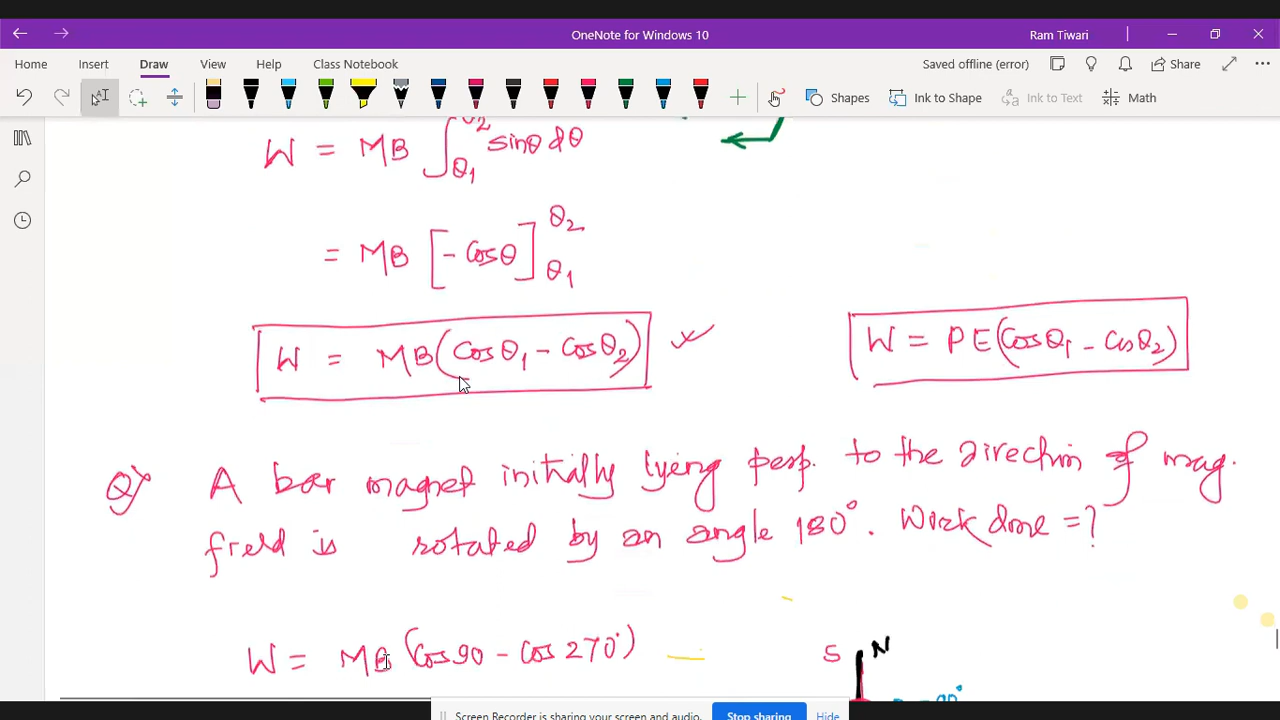 OneNote for Windows 10
Ram Tiwari
Home Insert Draw View Help Class Notebook
Saved offline (error) Share
Shapes Ink to Shape Ink to Text Math
W = MB ∫θ₁^θ₂ sinθ dθ
= MB [-Cosθ] θ₂ θ₁
W = MB(Cosθ₁ - Cosθ₂)
W = PE(Cosθ₁ - Cosθ₂)
Q) A bar magnet initially lying perp. to the direction of mag.
field is rotated by an angle 180°. Work done = ?
W = MB (Cos90 - Cos 270°)
S N
Screen Recorder is sharing your screen and audio. Stop sharing Hide